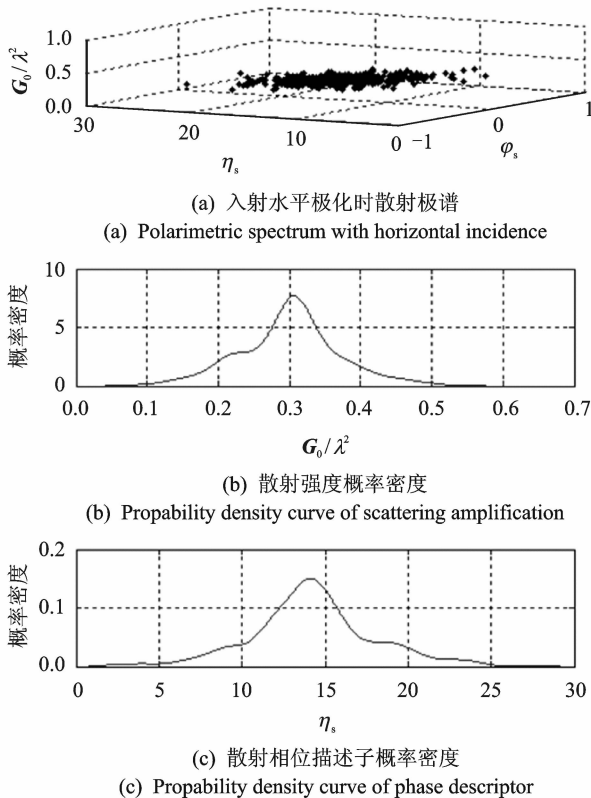 1.0
G₀/λ²
0.5
0.0
30
20
10
0
−1
0
1
ηₛ
φₛ
(a) 入射水平极化时散射极谱
(a) Polarimetric spectrum with horizontal incidence
10
5
0
概率密度
0.0 0.1 0.2 0.3 0.4 0.5 0.6 0.7
G₀/λ²
(b) 散射强度概率密度
(b) Propability density curve of scattering amplification
0.2
0.1
0.0
概率密度
0 5 10 15 20 25 30
ηₛ
(c) 散射相位描述子概率密度
(c) Propability density curve of phase descriptor